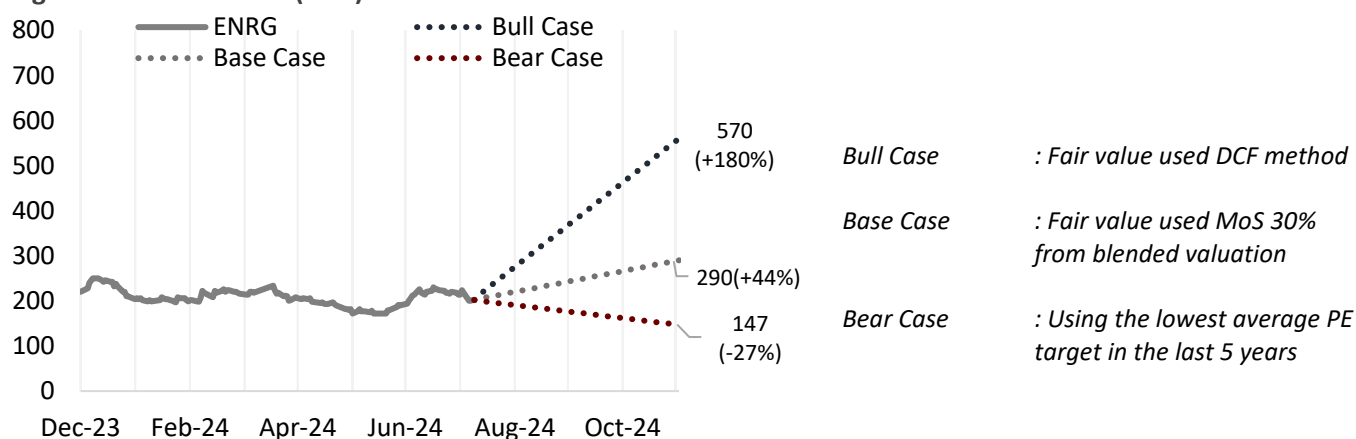 800
700
600
500
400
300
200
100
0
ENRG
Bull Case
Base Case
Bear Case
570
(+180%)
290(+44%)
147
(-27%)
Dec-23 Feb-24 Apr-24 Jun-24 Aug-24 Oct-24
Bull Case : Fair value used DCF method
Base Case : Fair value used MoS 30%
from blended valuation
Bear Case : Using the lowest average PE
target in the last 5 years